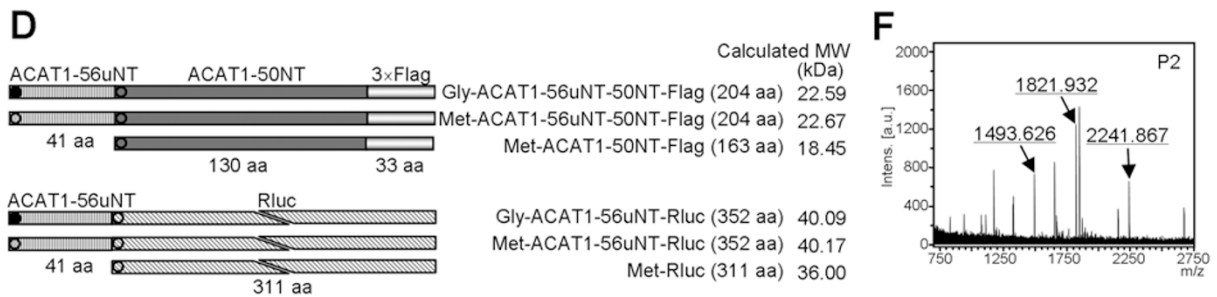 D
Calculated MW
(kDa)
ACAT1-56uNT ACAT1-50NT 3×Flag
Gly-ACAT1-56uNT-50NT-Flag (204 aa) 22.59
Met-ACAT1-56uNT-50NT-Flag (204 aa) 22.67
41 aa
Met-ACAT1-50NT-Flag (163 aa) 18.45
130 aa 33 aa
ACAT1-56uNT Rluc
Gly-ACAT1-56uNT-Rluc (352 aa) 40.09
Met-ACAT1-56uNT-Rluc (352 aa) 40.17
41 aa
Met-Rluc (311 aa) 36.00
311 aa
F
P2
Intens. [a.u.]
2000
1600
1200
800
400
0
1821.932
1493.626
2241.867
750 1250 1750 2250 2750
m/z